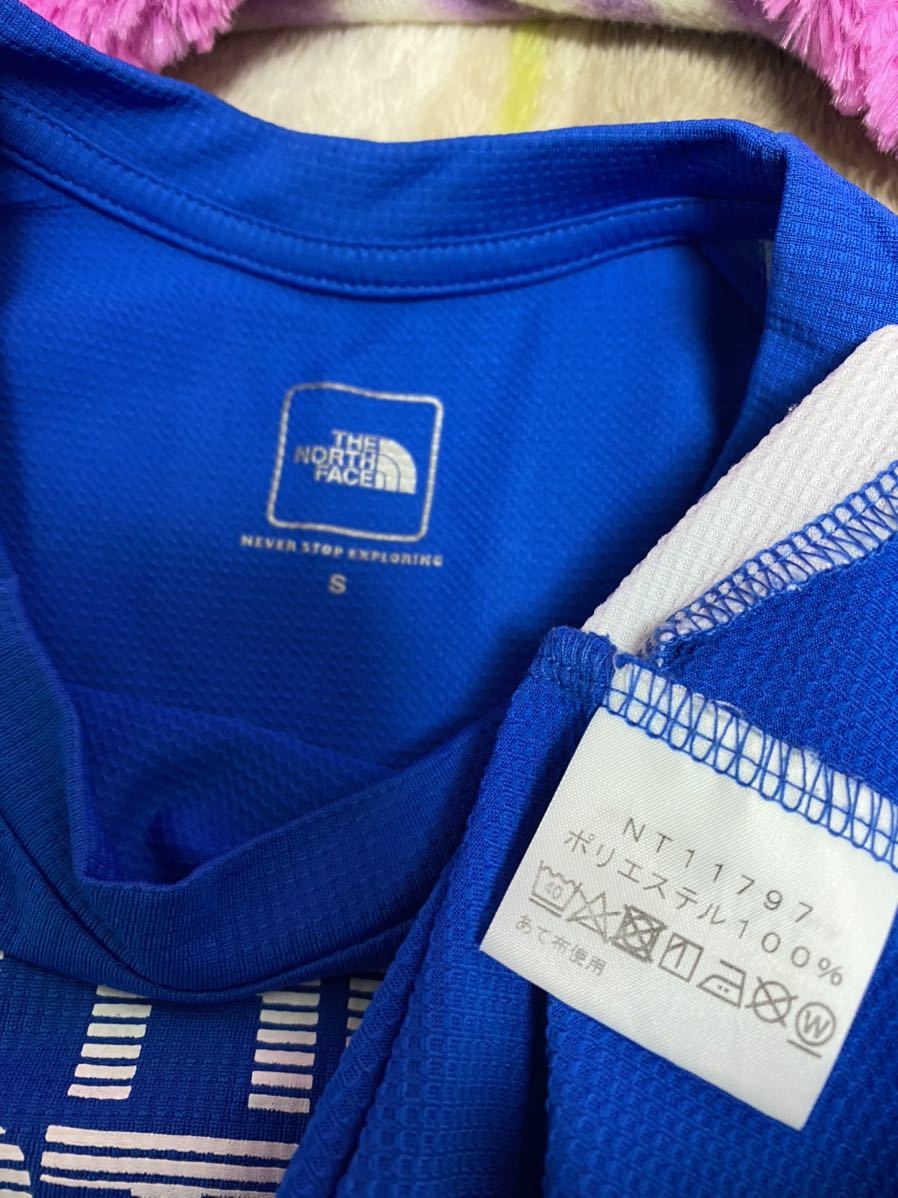 THE
NORTH
FACE
NEVER STOP EXPLORING
S
NT11797
ポリエステル100%
40
W
あて布使用